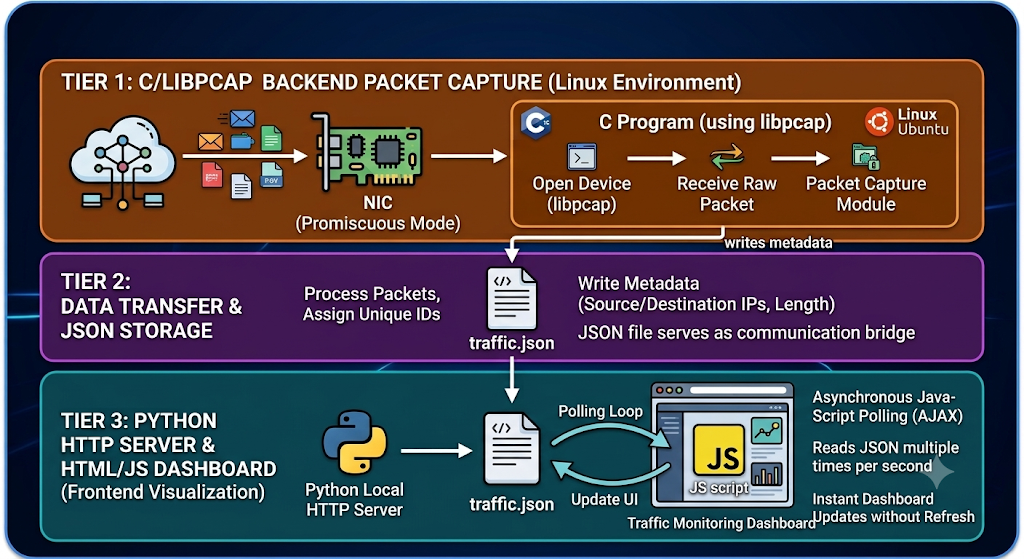 TIER 1: C/LIBPCAP BACKEND PACKET CAPTURE (Linux Environment)
C Program (using libpcap)
Linux
Ubuntu
NIC
(Promiscuous Mode)
Open Device
(libpcap)
Receive Raw
Packet
Packet Capture
Module
writes metadata
TIER 2:
DATA TRANSFER &
JSON STORAGE
Process Packets,
Assign Unique IDs
</>
traffic.json
Write Metadata
(Source/Destination IPs, Length)
JSON file serves as communication bridge
TIER 3: PYTHON
HTTP SERVER &
HTML/JS DASHBOARD
(Frontend Visualization)
Python Local
HTTP Server
</>
traffic.json
Polling Loop
Update UI
JS
JS script
Traffic Monitoring Dashboard
Asynchronous Java-
Script Polling (AJAX)
Reads JSON multiple
times per second
Instant Dashboard
Updates without Refresh